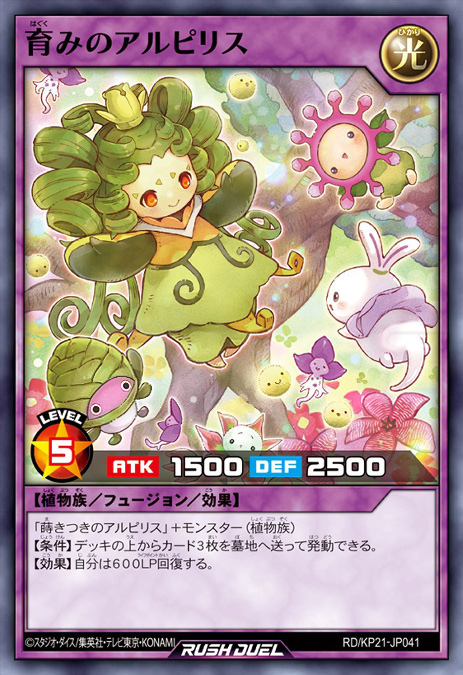 育みのアルピリス
光
LEVEL
5
ATK 1500 DEF 2500
【植物族／フュージョン／効果】
「蒔きつきのアルピリス」＋モンスター（植物族）
【条件】デッキの上からカード3枚を墓地へ送って発動できる。
【効果】自分は600LP回復する。
©スタジオ・ダイス/集英社・テレビ東京・KONAMI
RUSH DUEL
RD/KP21-JP041